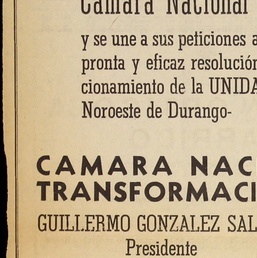 Cámara Nacional
y se une a sus peticiones a
pronta y eficaz resolución
cionamiento de la UNIDA
Noroeste de Durango-
CAMARA NAC
TRANSFORMACI
GUILLERMO GONZALEZ SAL
Presidente